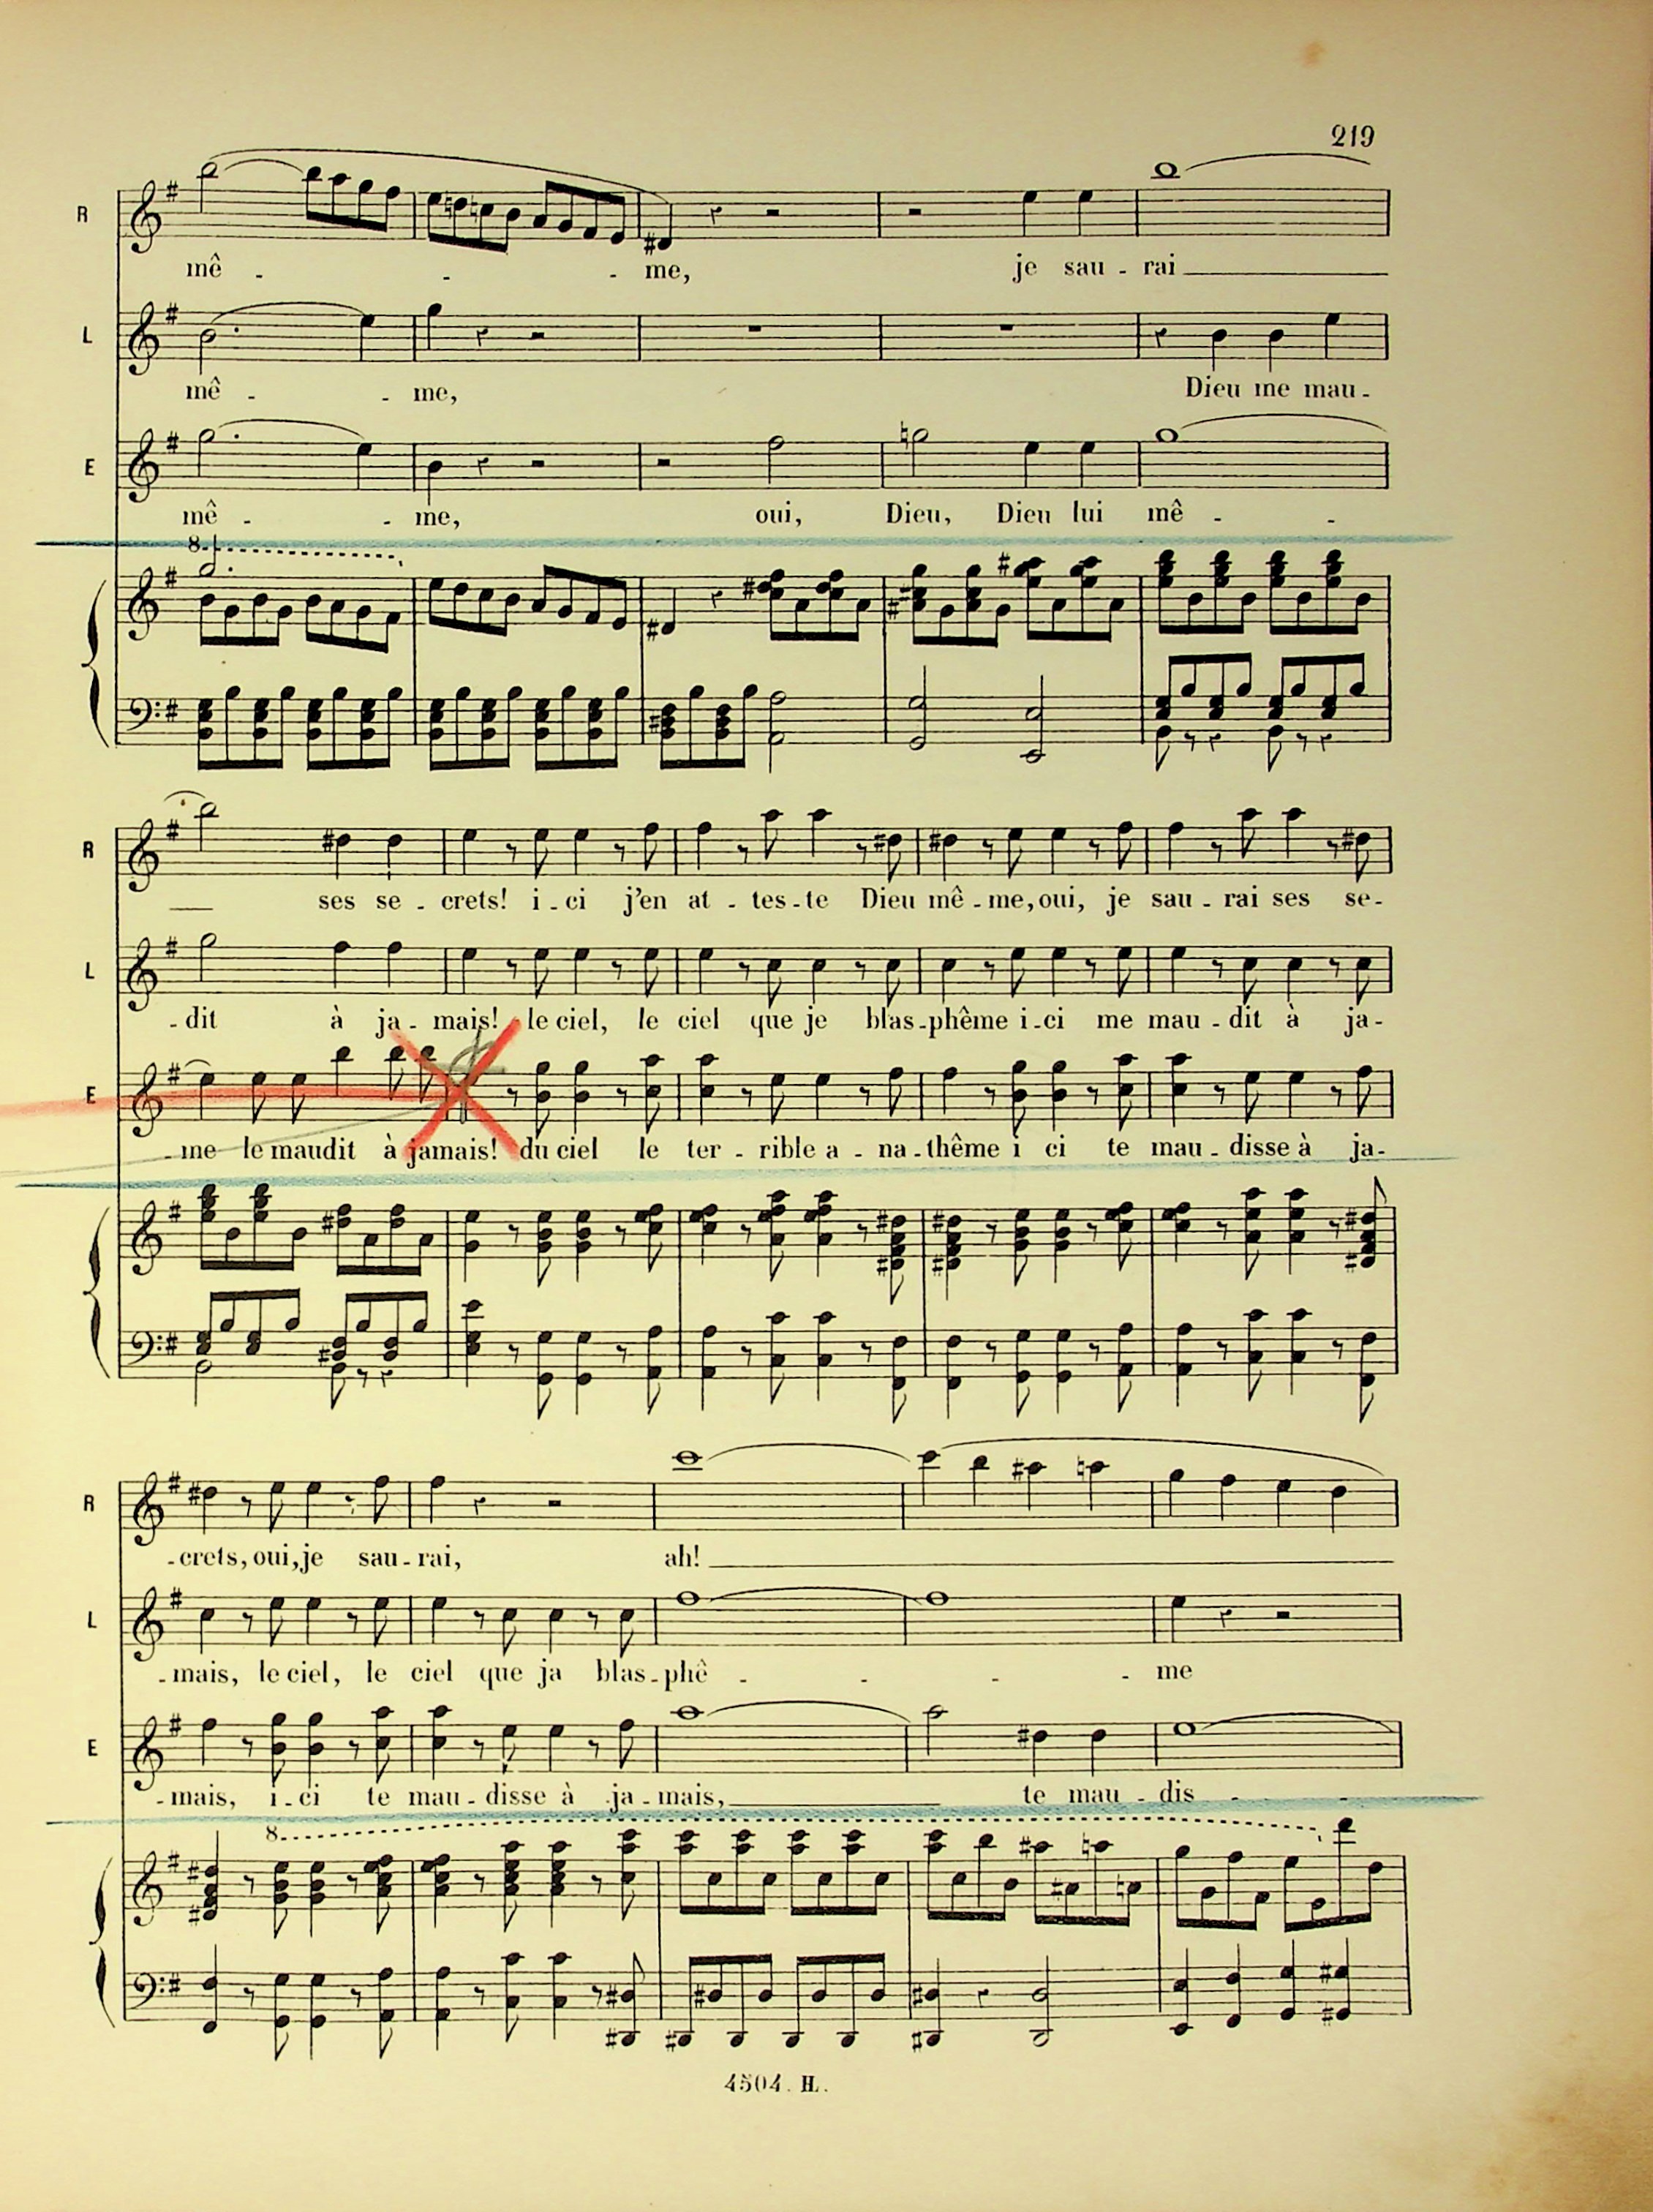 219
R
mê - - - me, je sau - rai
L
mê - - me, Dieu me mau -
E
mê - - me, oui, Dieu, Dieu lui mê - -
8
R
ses se - crets! i - ci j'en at - tes - te Dieu mê - me, oui, je sau - rai ses se -
L
- dit à ja - mais! le ciel, le ciel que je blas - phême i - ci me mau - dit à ja -
E
- me le maudit à jamais! du ciel le ter - rible a - na - thême i ci te mau - disse à ja -
R
- crets, oui, je sau - rai, ah!
L
- mais, le ciel, le ciel que ja blas - phê - - - - me
E
- mais, i - ci te mau - disse à ja - mais, te mau - dis - -
8
4504. H.